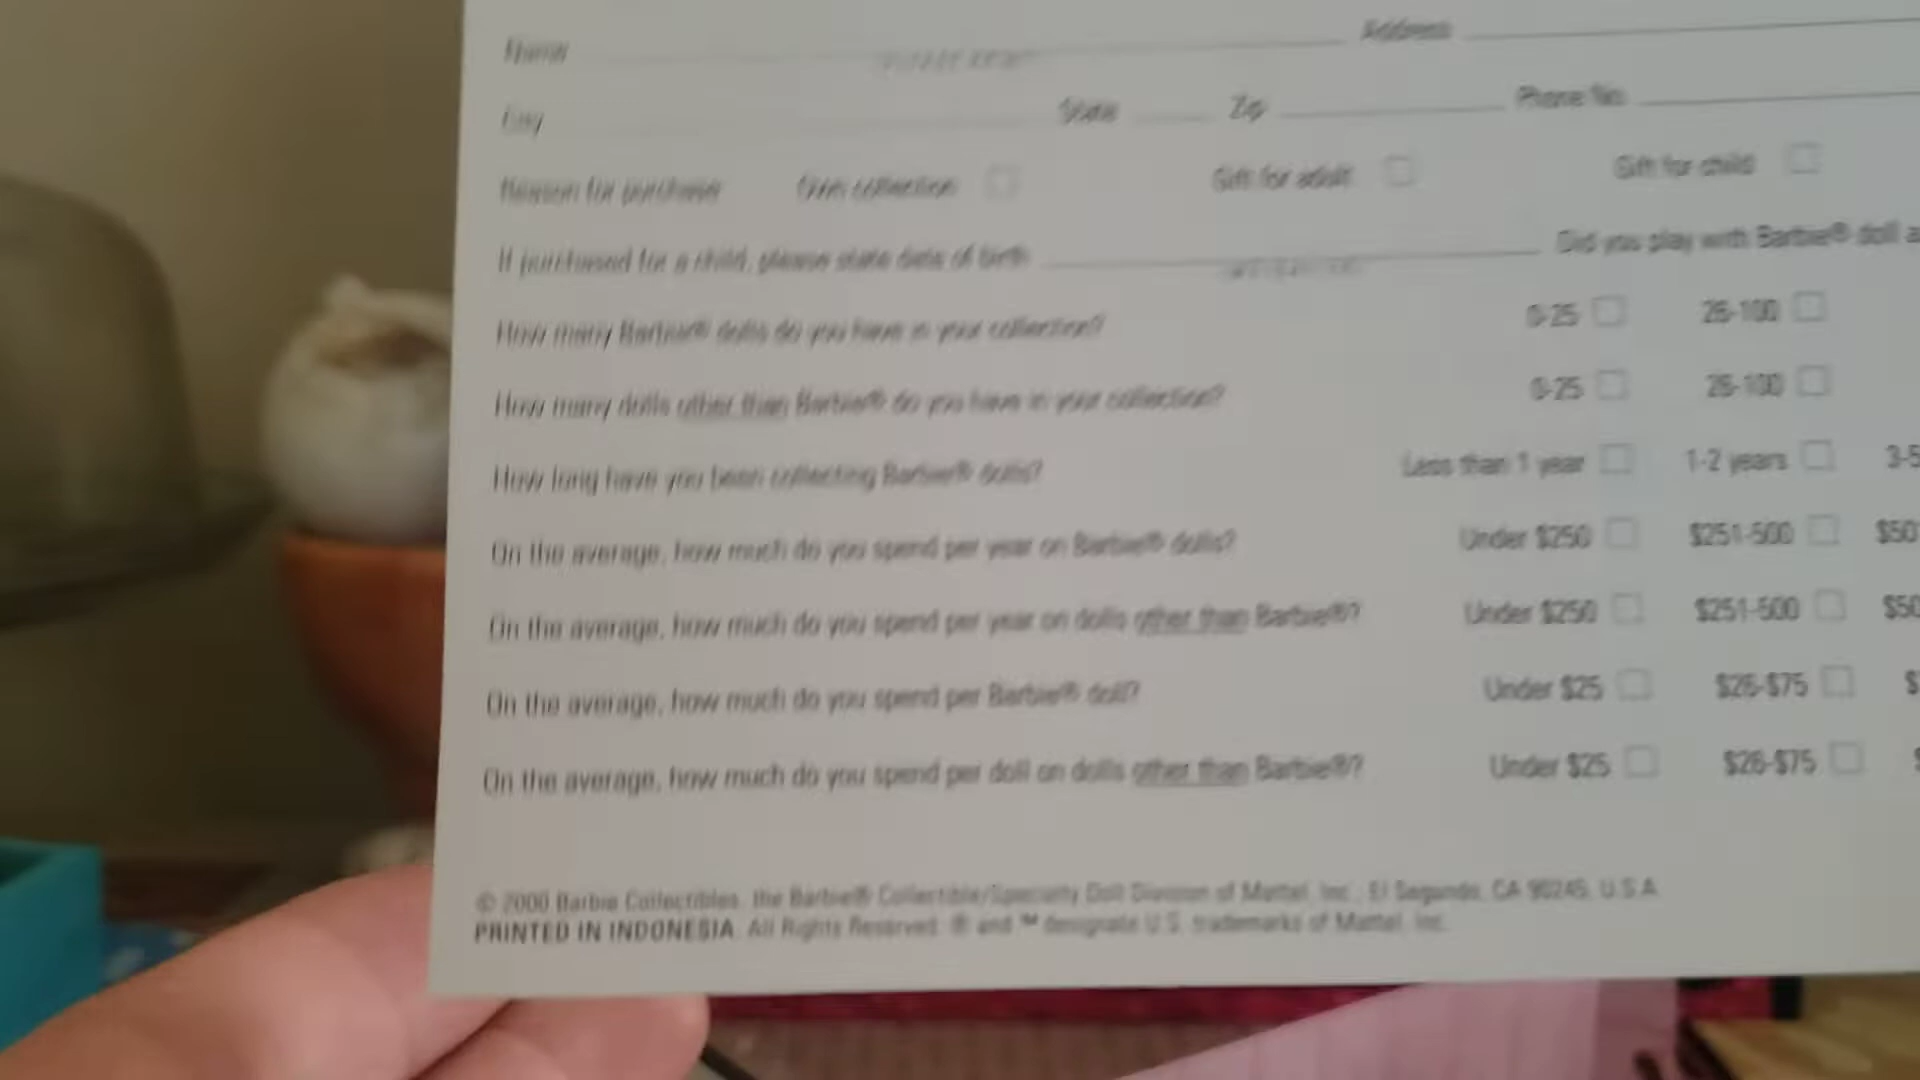 Name Address
(PLEASE PRINT)
City State Zip Phone No.
Reason for purchase Own collection Gift for adult Gift for child
If purchased for a child, please state date of birth Did you play with Barbie® doll a
How many Barbie® dolls do you have in your collection? 0-25 26-100
How many dolls other than Barbie® do you have in your collection? 0-25 26-100
How long have you been collecting Barbie® dolls? Less than 1 year 1-2 years 3-5
On the average, how much do you spend per year on Barbie® dolls? Under $250 $251-500 $50
On the average, how much do you spend per year on dolls other than Barbie®? Under $250 $251-500 $50
On the average, how much do you spend per Barbie® doll? Under $25 $26-$75 $
On the average, how much do you spend per doll on dolls other than Barbie®? Under $25 $26-$75 $
© 2000 Barbie Collectibles, the Barbie® Collectible/Specialty Doll Division of Mattel, Inc., El Segundo, CA 90245, U.S.A.
PRINTED IN INDONESIA. All Rights Reserved. ® and ™ designate U.S. trademarks of Mattel, Inc.